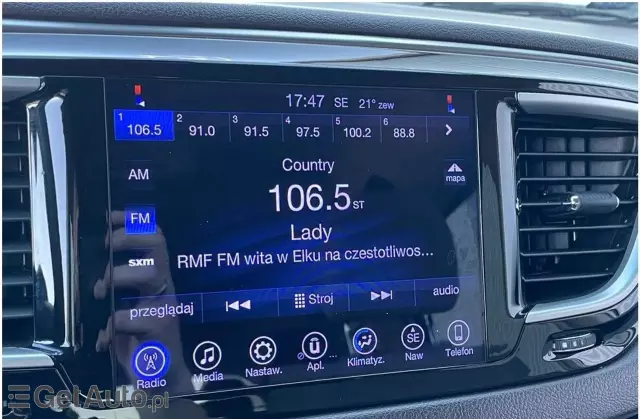 17:47 SE 21° zew
1 106.5 2 91.0 3 91.5 4 97.5 5 100.2 6 88.8
AM
Country
mapa
FM
106.5 ST
Lady
sxm
RMF FM wita w Elku na czestotliwos...
przeglądaj Stroj audio
Radio Media Nastaw. Apl. ... Klimatyz. SE Naw Telefon
GetAuto.pl